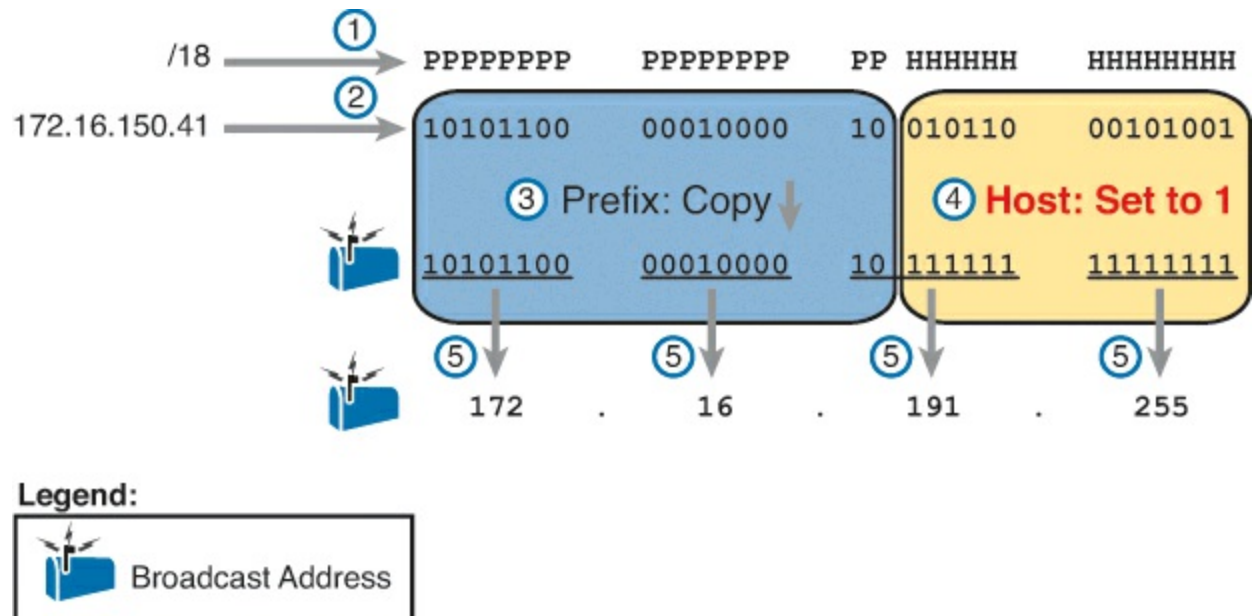 1
/18 PPPPPPPP PPPPPPPP PP HHHHHH HHHHHHHH
2
172.16.150.41 10101100 00010000 10 010110 00101001
3 Prefix: Copy 4 Host: Set to 1
10101100 00010000 10 111111 11111111
5 5 5 5
172 . 16 . 191 . 255
Legend:
Broadcast Address